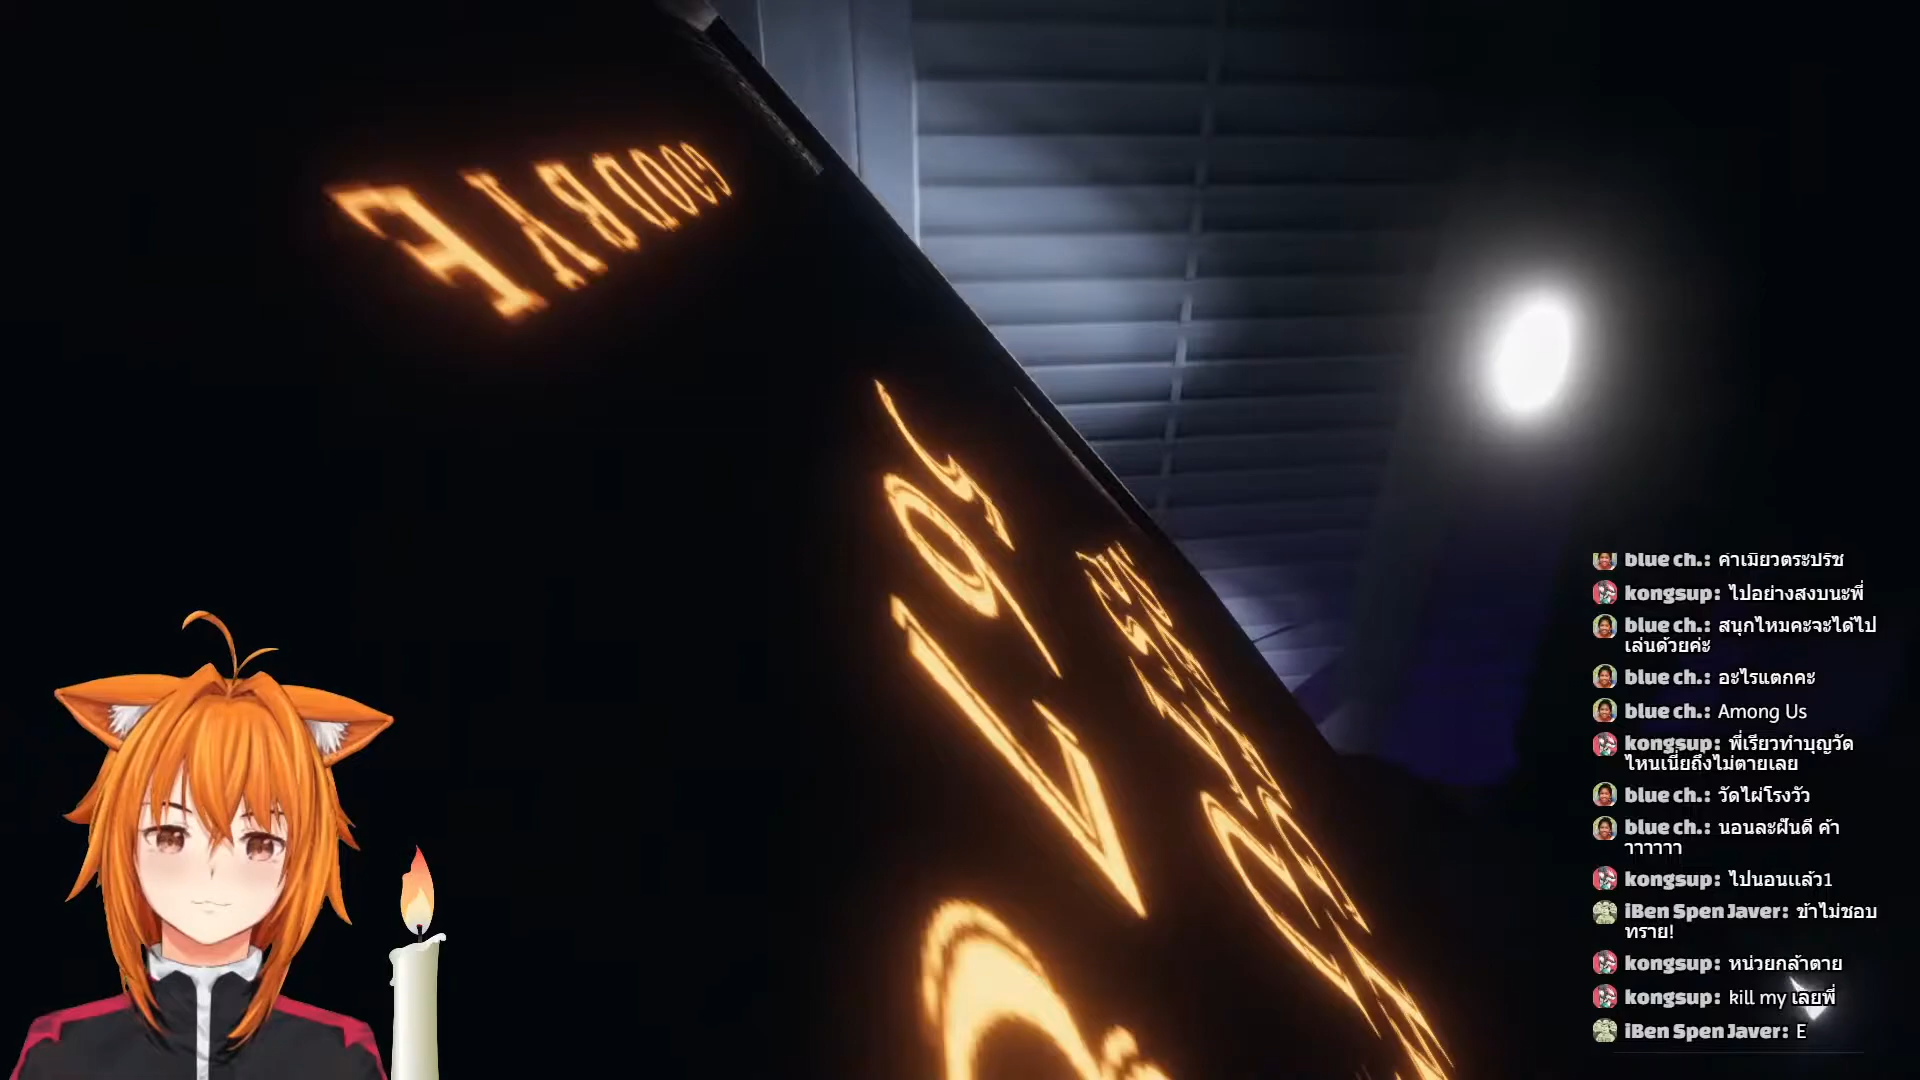 GOODBYE
blue ch.: ค่าเมียวตระปริช
kongsup: ไปอย่างสงบนะพี่
blue ch.: สนุกไหมคะจะได้ไป
เล่นด้วยค่ะ
blue ch.: อะไรแตกคะ
blue ch.: Among Us
kongsup: พี่เรียวทำบุญวัด
ไหนเนี่ยถึงไม่ตายเลย
blue ch.: วัดไผ่โรงวัว
blue ch.: นอนละฝันดี ค้า
าาาาาา
kongsup: ไปนอนแล้ว1
iBen Spen Javer: ข้าไม่ชอบ
ทราย!
kongsup: หน่วยกล้าตาย
kongsup: kill my เลยพี่
iBen Spen Javer: E